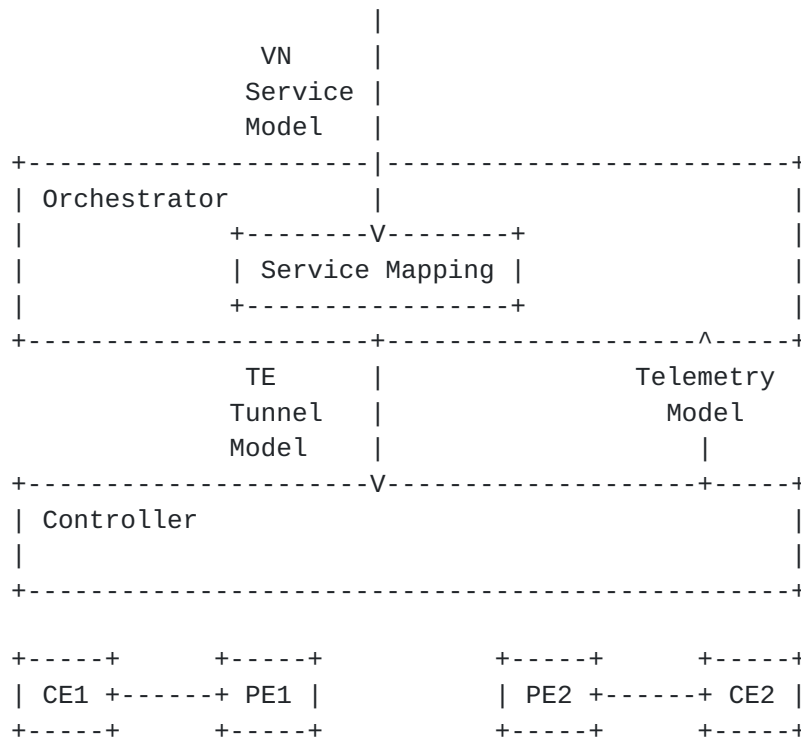 VN
Service
Model
Orchestrator
Service Mapping
TE Telemetry
Tunnel Model
Model
Controller
CE1 PE1 PE2 CE2